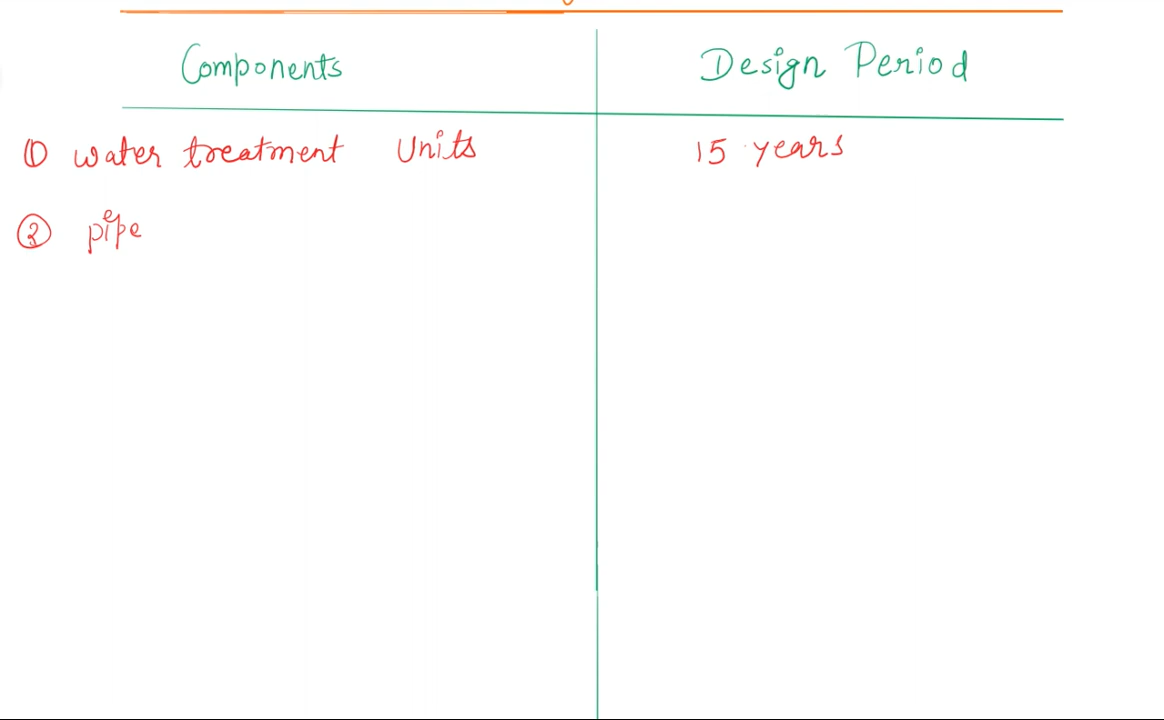 Components Design Period
① water treatment Units 15 years
② pipe